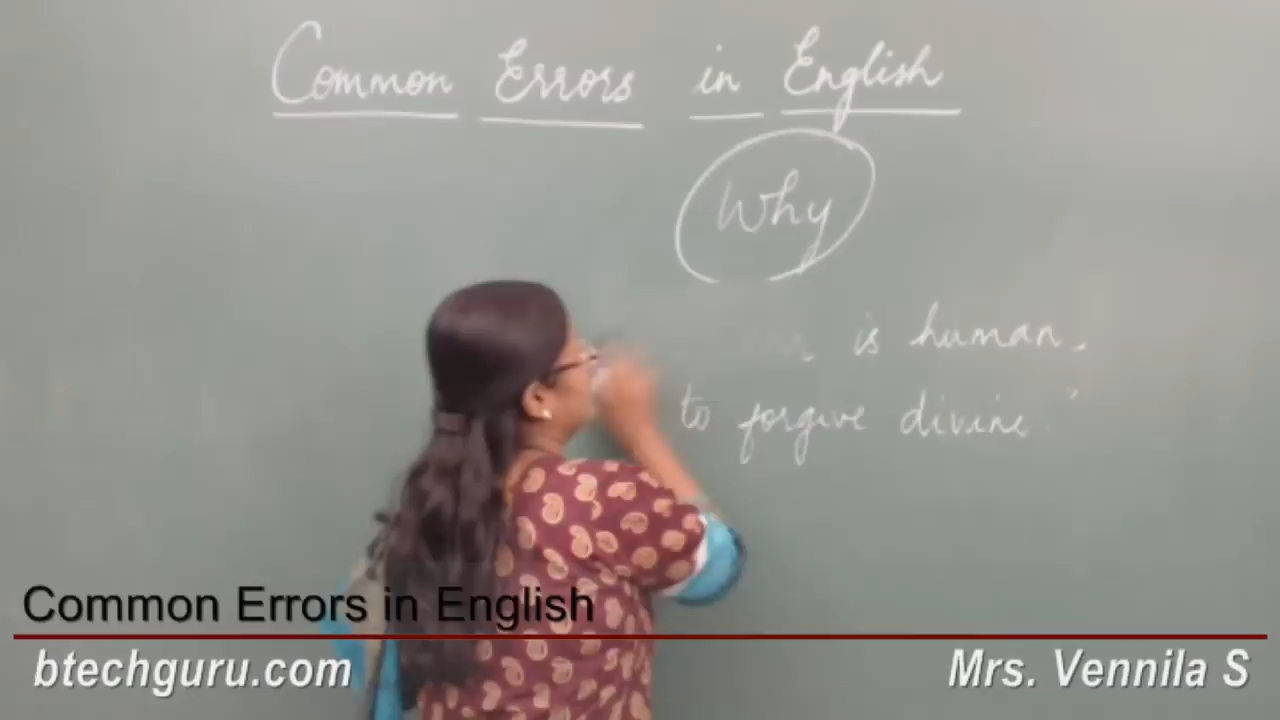 Common Errors in English
Why
is human,
to forgive divine"
Common Errors in English
btechguru.com
Mrs. Vennila S